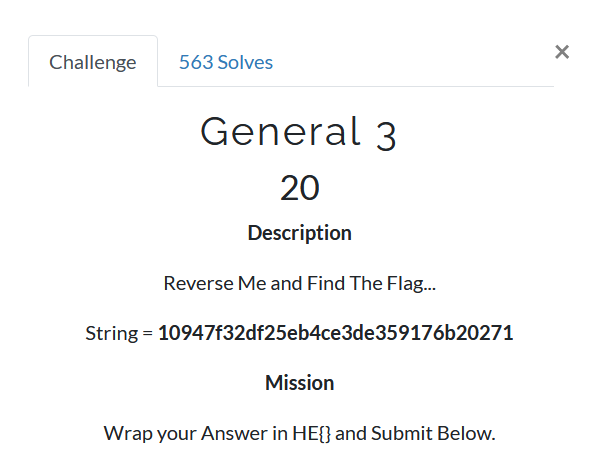 Challenge
563 Solves
×
General 3
20
Description
Reverse Me and Find The Flag...
String = 10947f32df25eb4ce3de359176b20271
Mission
Wrap your Answer in HE{} and Submit Below.